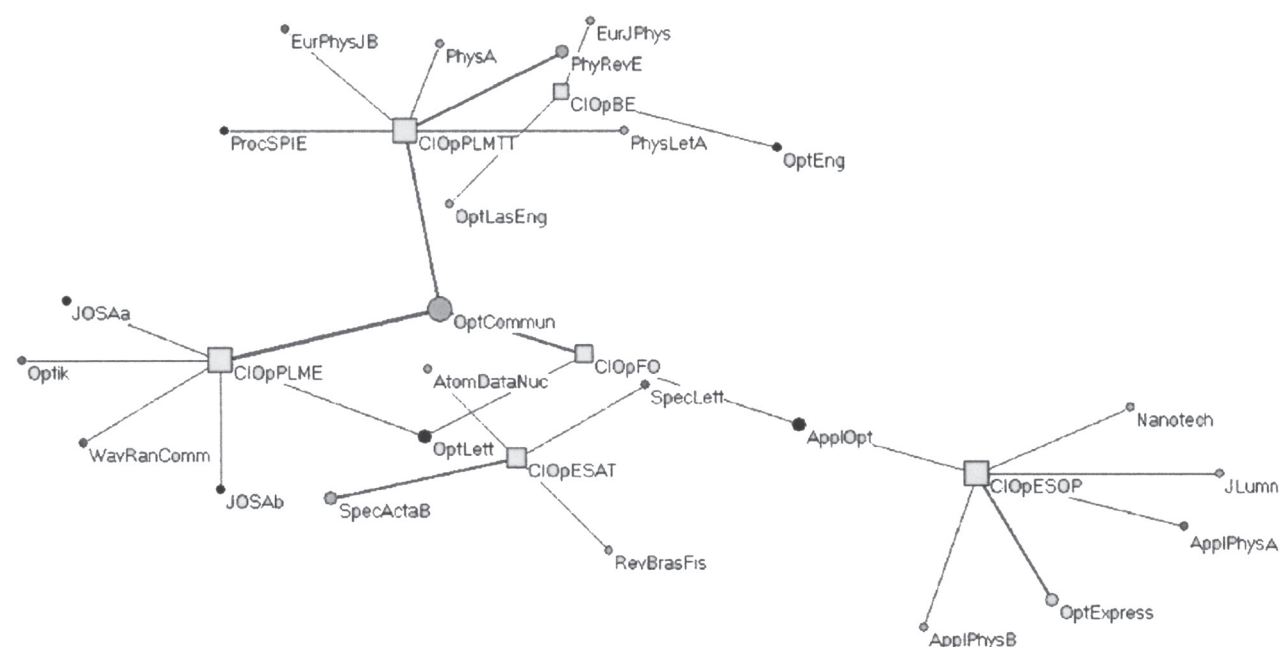 EurJPhys
EurPhysJB
PhysA
PhyRevE
ClOpBE
ProcSPIE
ClOpPLMTT
PhysLetA
OptEng
OptLasEng
JOSAa
OptCommun
Optik
ClOpPLME
ClOpFO
AtomDataNuc
SpecLett
Nanotech
ApplOpt
WavRanComm
OptLett
ClOpESAT
ClOpESOP
JLumn
JOSAb
SpecActaB
ApplPhysA
RevBrasFis
OptExpress
ApplPhysB